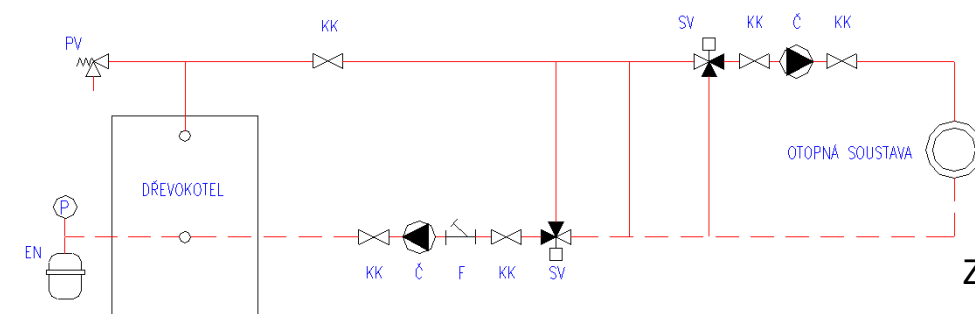 KK
SV KK Č KK
PV
OTOPNÁ SOUSTAVA
DŘEVOKOTEL
P
EN
KK Č F KK SV
Z